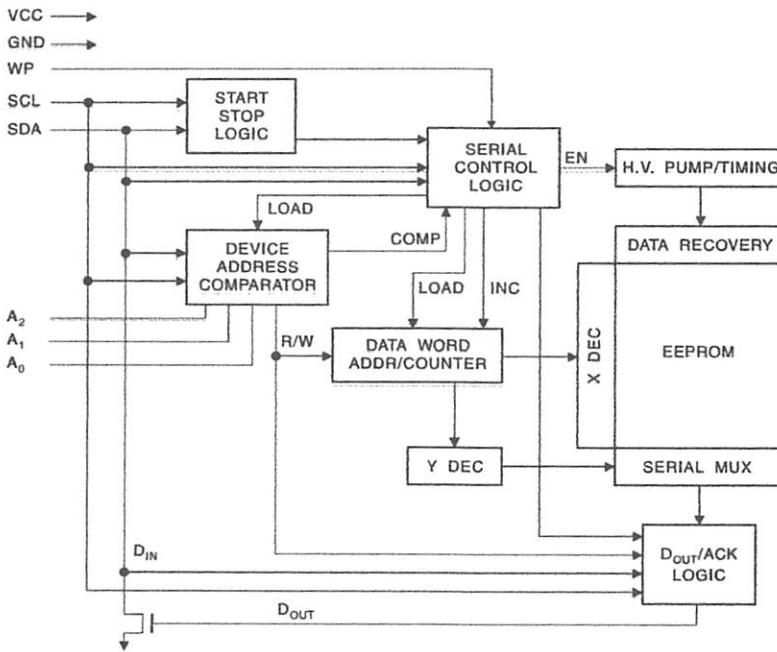 VCC
GND
WP
SCL
SDA
START
STOP
LOGIC
SERIAL
CONTROL
LOGIC
EN
H.V. PUMP/TIMING
LOAD
COMP
DEVICE
ADDRESS
COMPARATOR
DATA RECOVERY
LOAD
INC
A2
A1
A0
R/W
DATA WORD
ADDR/COUNTER
X DEC
EEPROM
Y DEC
SERIAL MUX
DIN
DOUT/ACK
LOGIC
DOUT